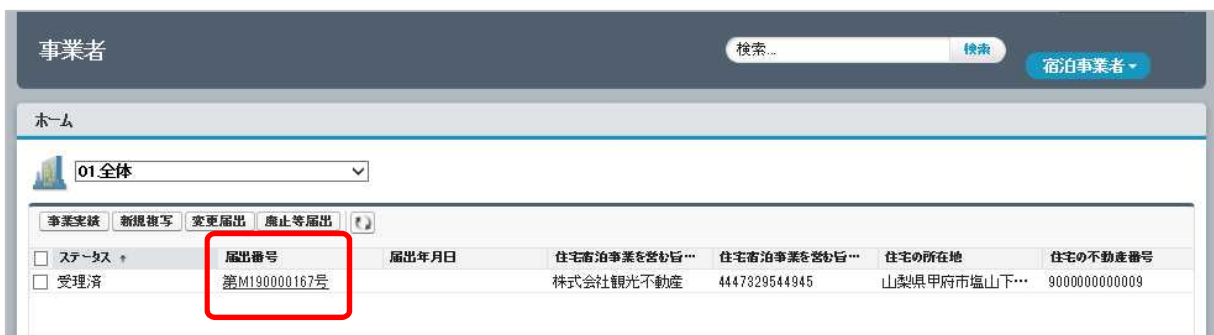 事業者
検索...
検索
宿泊事業者
ホーム
01.全体
事業実績 新規複写 変更届出 廃止等届出
ステータス 届出番号 届出年月日 住宅宿泊事業を営む旨… 住宅宿泊事業を営む旨… 住宅の所在地 住宅の不動産番号
受理済 第M190000167号 株式会社観光不動産 4447329544945 山梨県甲府市塩山下… 9000000000009